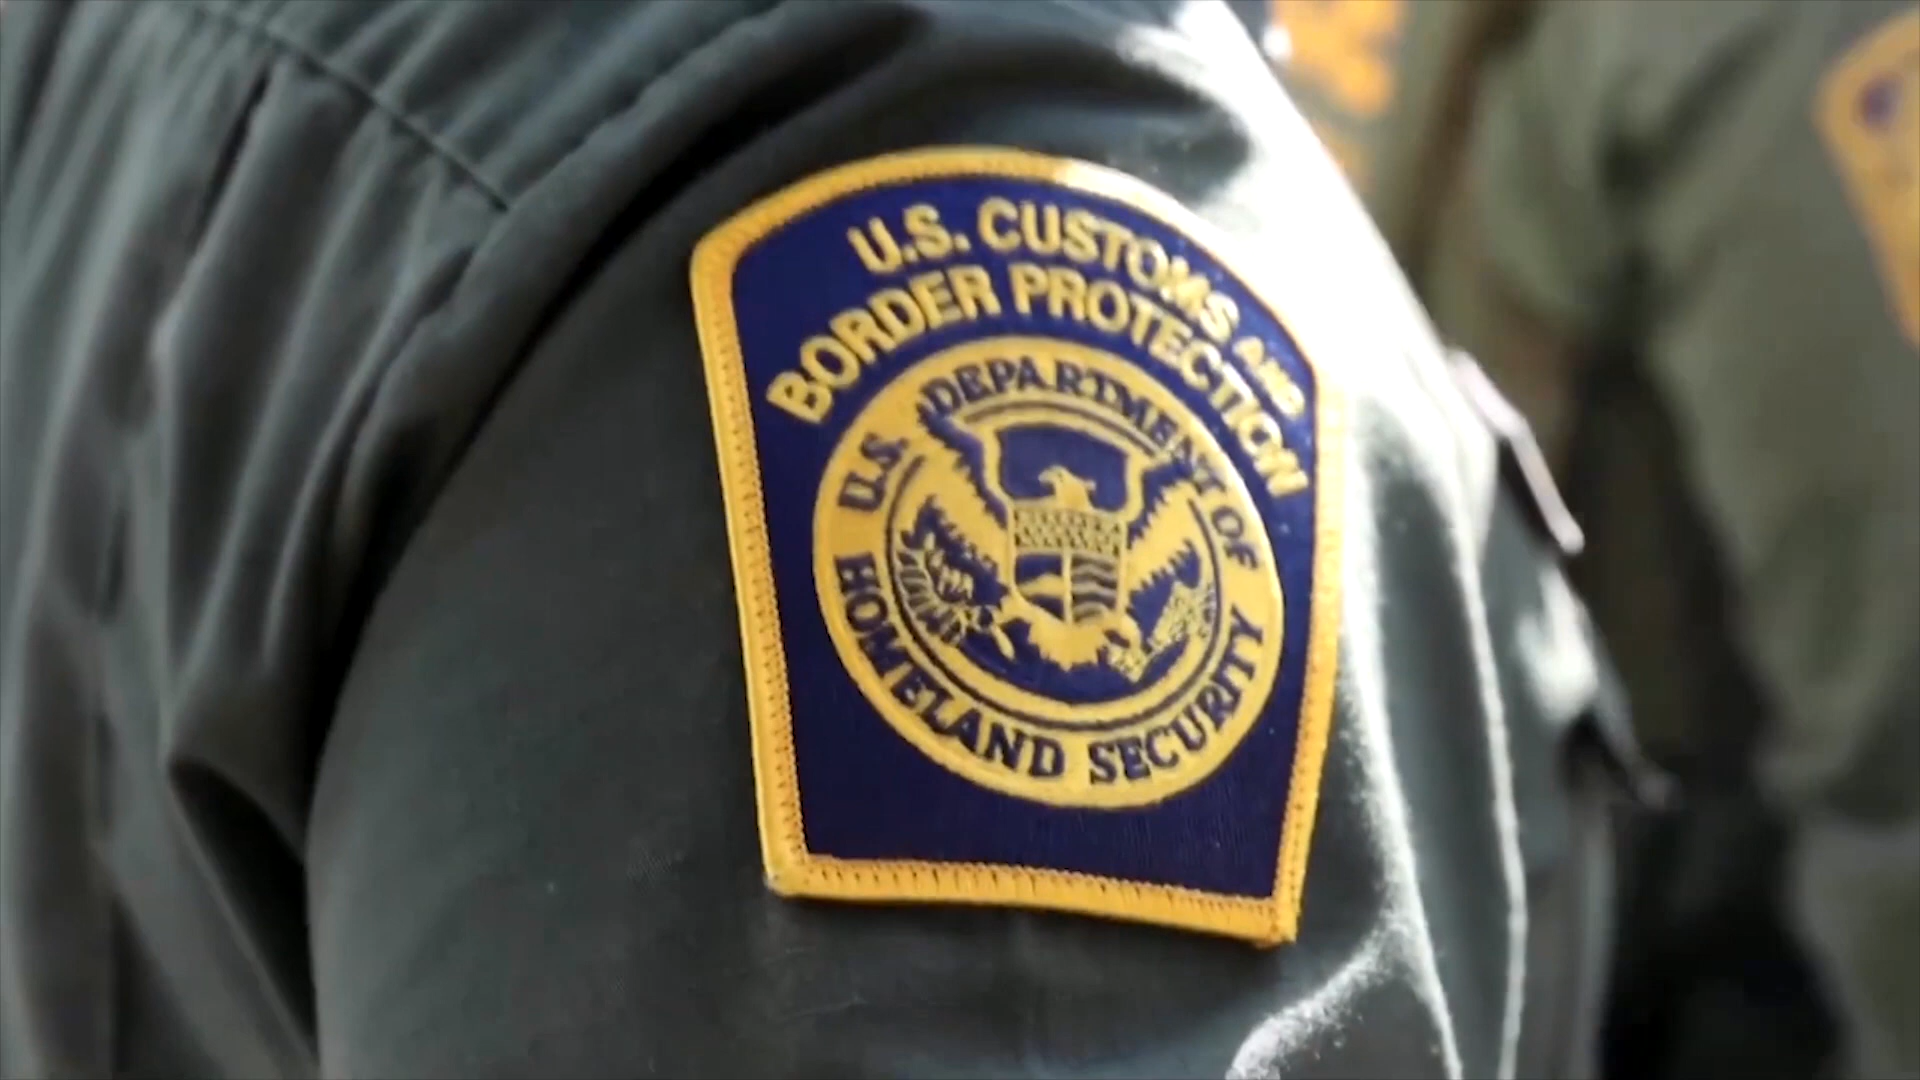 U.S. CUSTOMS AND
BORDER PROTECTION
U.S. DEPARTMENT OF
HOMELAND SECURITY